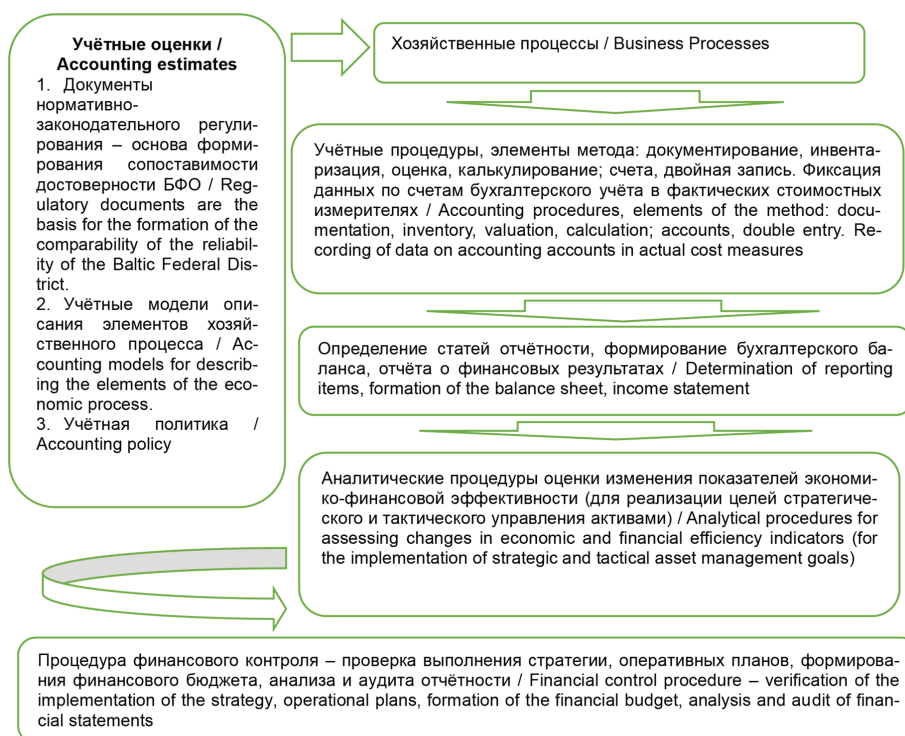 Учётные оценки /
Accounting estimates
1. Документы
нормативно-
законодательного регули-
рования – основа форми-
рования сопоставимости
достоверности БФО / Reg-
ulatory documents are the
basis for the formation of the
comparability of the reliabil-
ity of the Baltic Federal Dis-
trict.
2. Учётные модели опи-
сания элементов хозяй-
ственного процесса / Ac-
counting models for describ-
ing the elements of the eco-
nomic process.
3. Учётная политика /
Accounting policy
Хозяйственные процессы / Business Processes
Учётные процедуры, элементы метода: документирование, инвента-
ризация, оценка, калькулирование; счета, двойная запись. Фиксация
данных по счетам бухгалтерского учёта в фактических стоимостных
измерителях / Accounting procedures, elements of the method: docu-
mentation, inventory, valuation, calculation; accounts, double entry. Re-
cording of data on accounting accounts in actual cost measures
Определение статей отчётности, формирование бухгалтерского ба-
ланса, отчёта о финансовых результатах / Determination of reporting
items, formation of the balance sheet, income statement
Аналитические процедуры оценки изменения показателей экономи-
ко-финансовой эффективности (для реализации целей стратегиче-
ского и тактического управления активами) / Analytical procedures for
assessing changes in economic and financial efficiency indicators (for
the implementation of strategic and tactical asset management goals)
Процедура финансового контроля – проверка выполнения стратегии, оперативных планов, формирова-
ния финансового бюджета, анализа и аудита отчётности / Financial control procedure – verification of the
implementation of the strategy, operational plans, formation of the financial budget, analysis and audit of finan-
cial statements